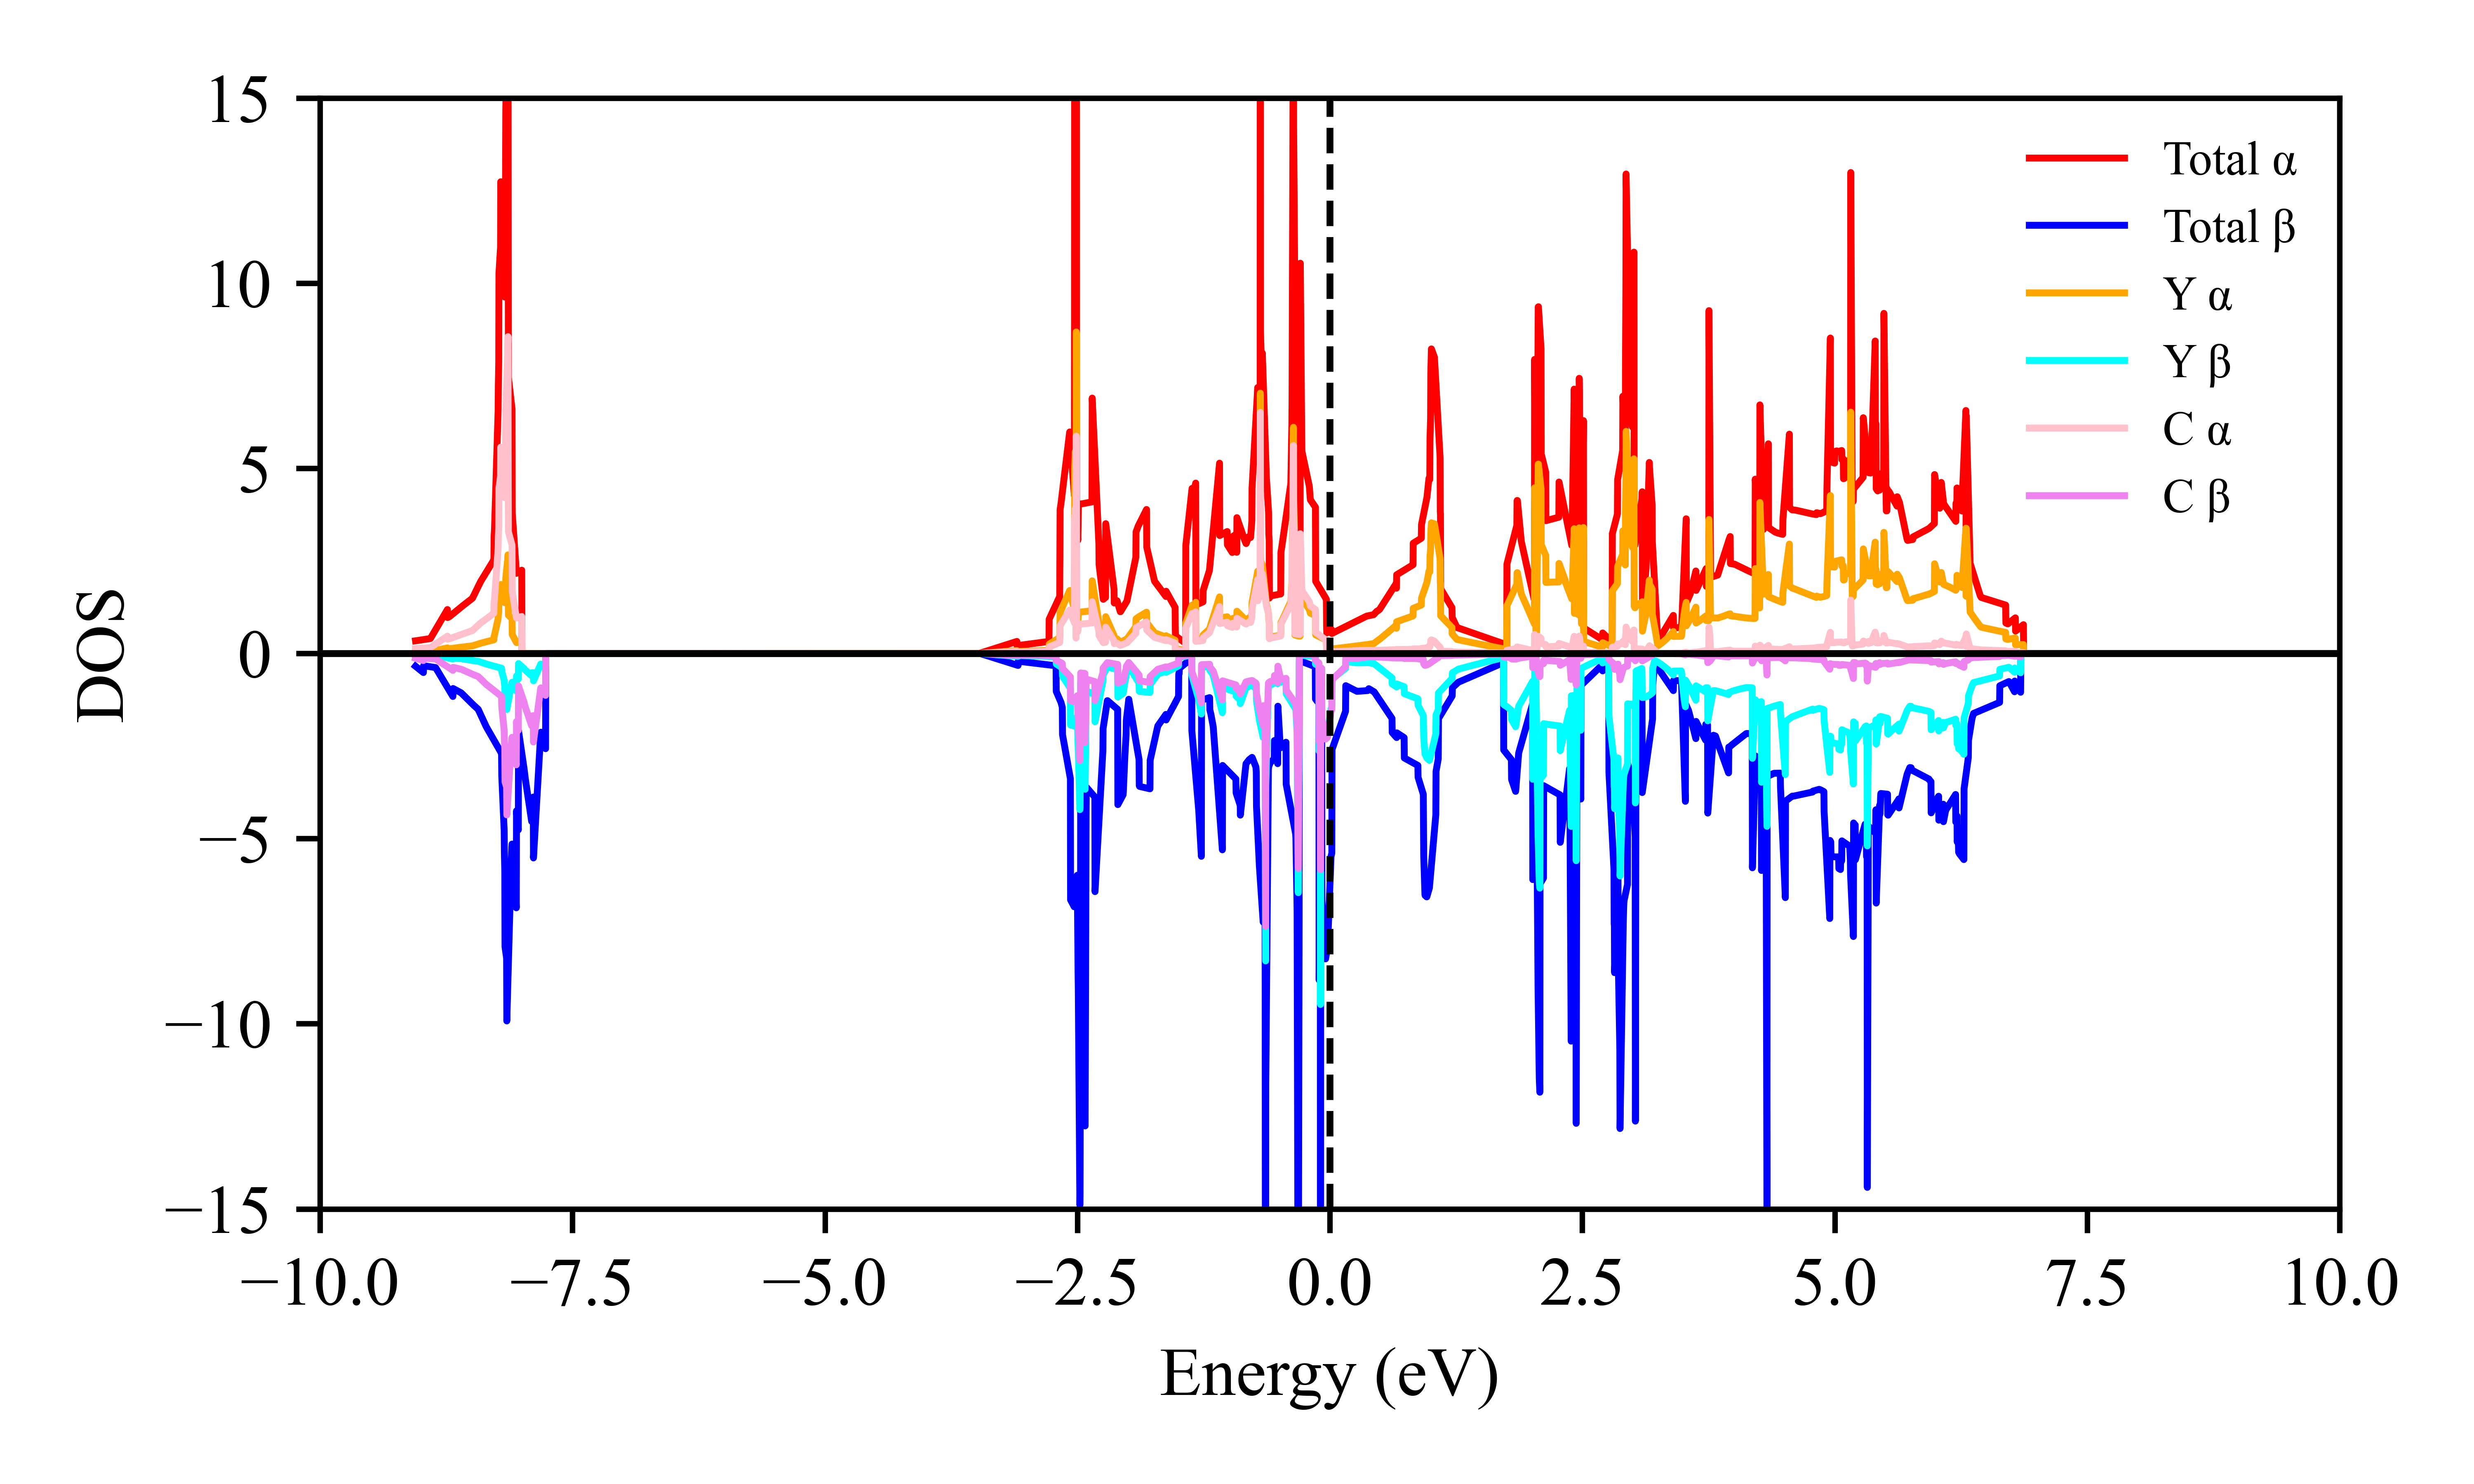 15
10
5
0
−5
−10
−15
DOS
Total α
Total β
Y α
Y β
C α
C β
−10.0 −7.5 −5.0 −2.5 0.0 2.5 5.0 7.5 10.0
Energy (eV)